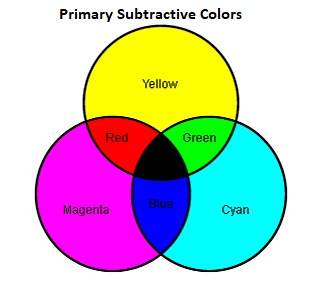 Primary Subtractive Colors
Yellow
Red
Green
Blue
Magenta
Cyan